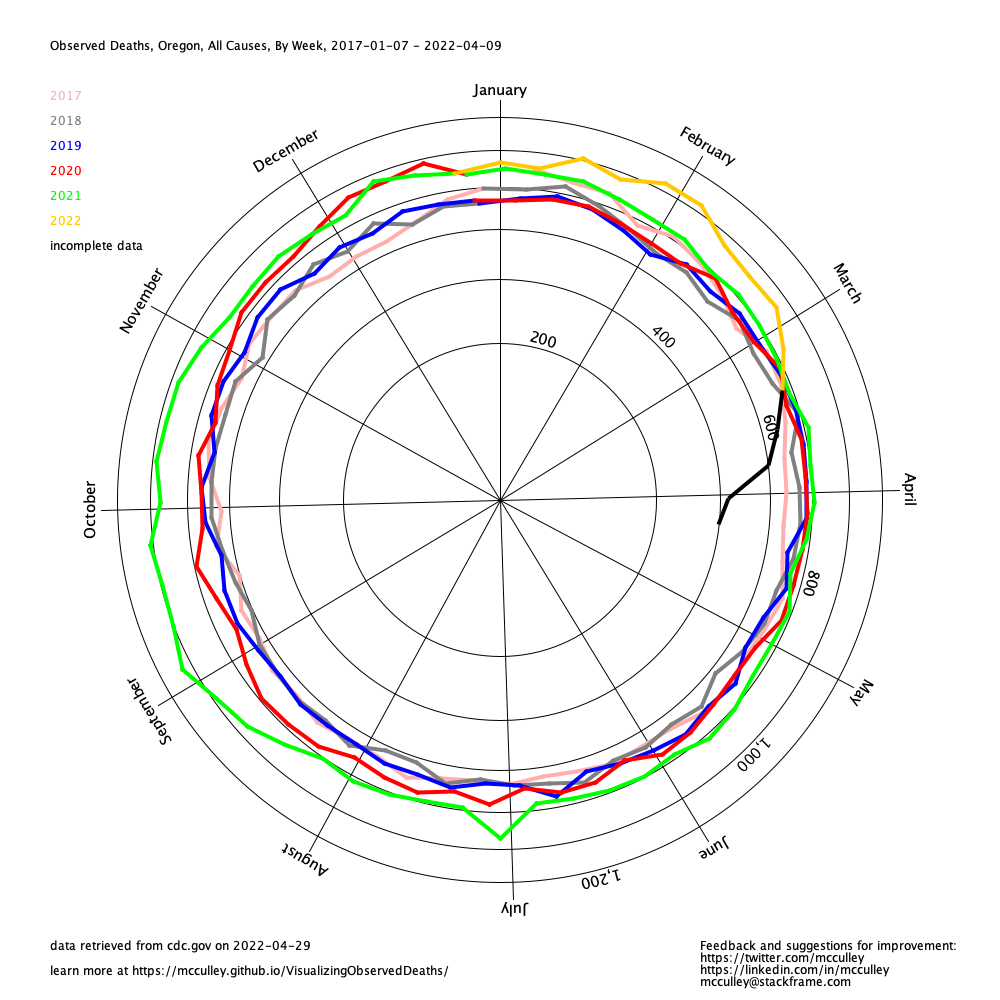 Observed Deaths, Oregon, All Causes, By Week, 2017-01-07 - 2022-04-09
2017
2018
2019
2020
2021
2022
incomplete data
January
February
March
April
May
June
July
August
September
October
November
December
200
400
600
800
1,000
1,200
data retrieved from cdc.gov on 2022-04-29
learn more at https://mcculley.github.io/VisualizingObservedDeaths/
Feedback and suggestions for improvement:
https://twitter.com/mcculley
https://linkedin.com/in/mcculley
mcculley@stackframe.com